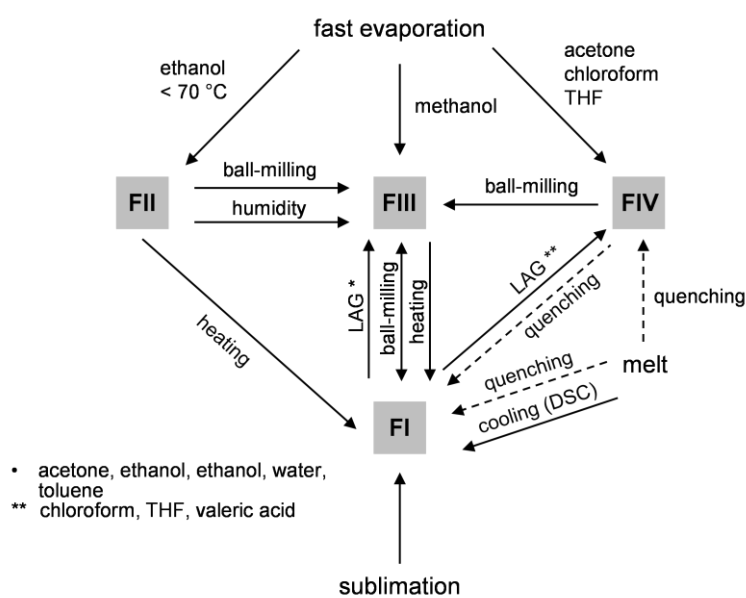 fast evaporation
ethanol
< 70 °C
acetone
chloroform
THF
methanol
ball-milling
humidity
ball-milling
FII
FIII
FIV
heating
LAG *
ball-milling
heating
LAG **
quenching
quenching
melt
quenching
cooling (DSC)
FI
• acetone, ethanol, ethanol, water,
toluene
** chloroform, THF, valeric acid
sublimation